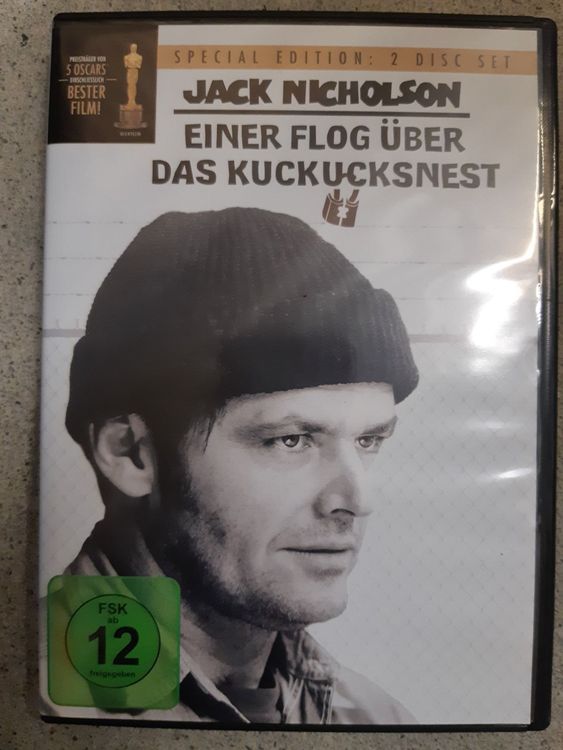 PREISTRÄGER VON
5 OSCARS
EINSCHLIESSLICH
BESTER
FILM!
SPECIAL EDITION: 2 DISC SET
JACK NICHOLSON
EINER FLOG ÜBER
DAS KUCKUCKSNEST
FSK
ab
12
freigegeben